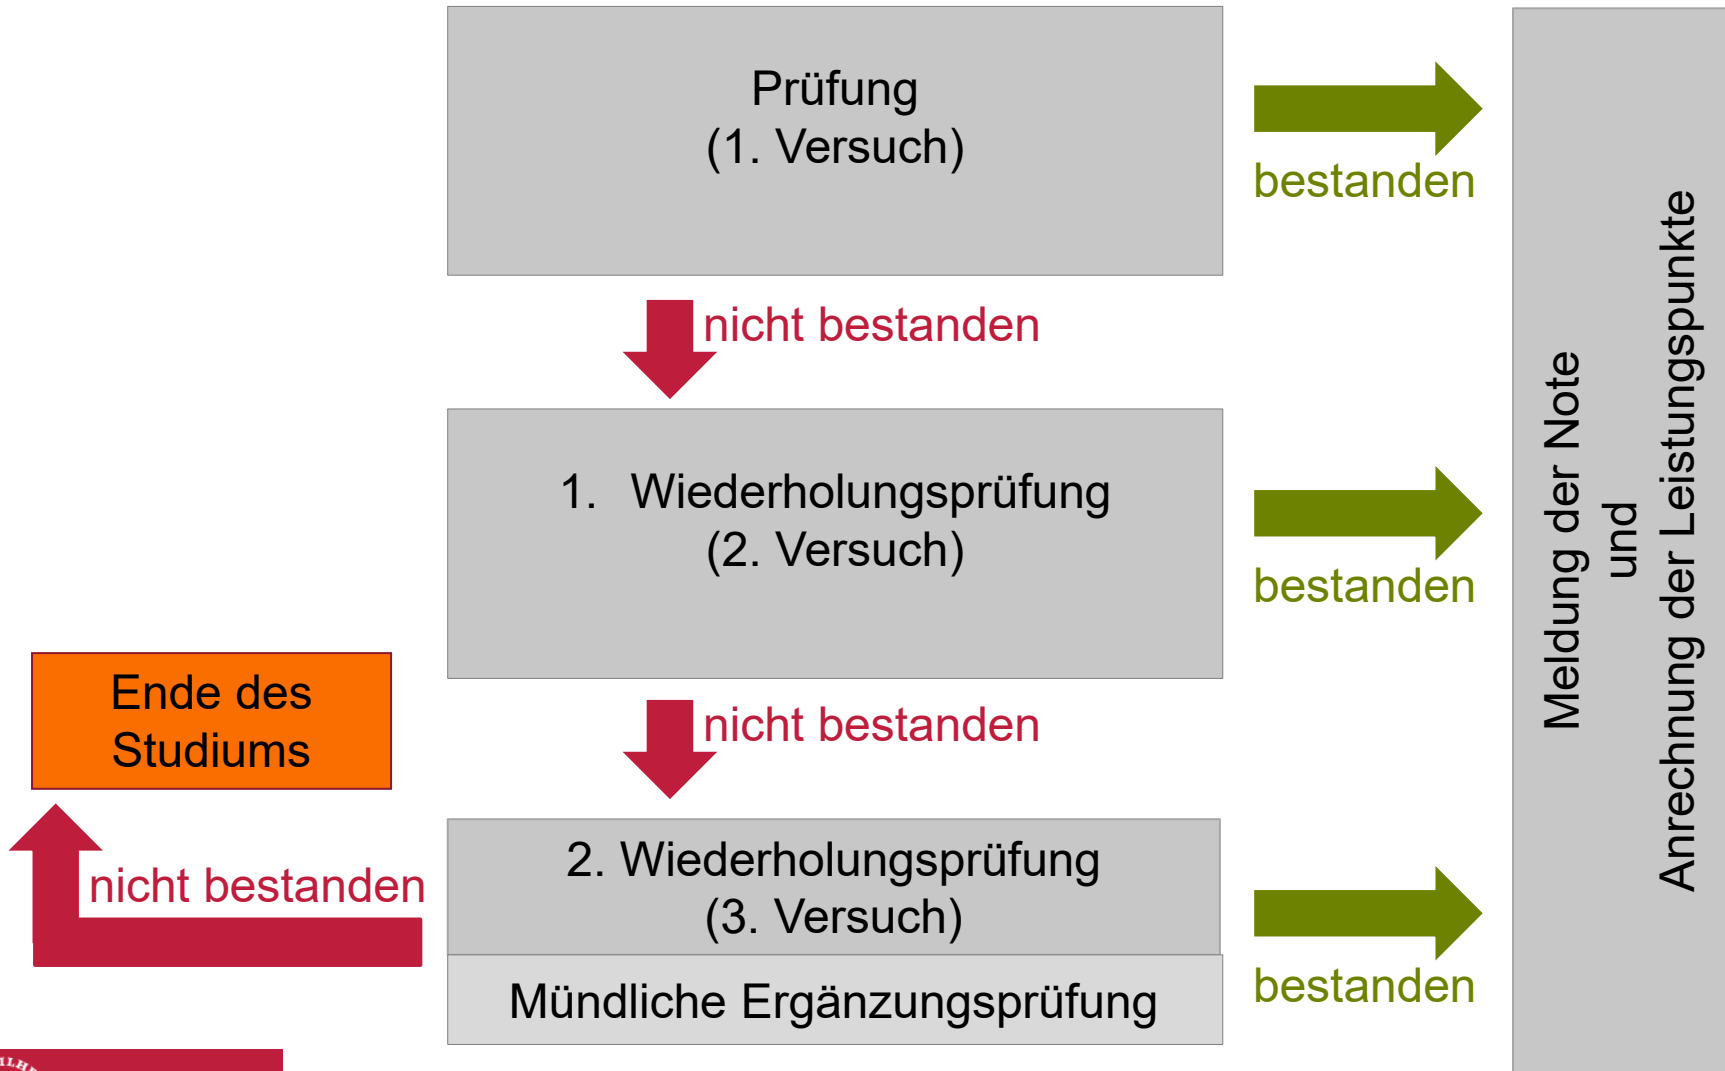 Prüfung
(1. Versuch)
bestanden
nicht bestanden
1. Wiederholungsprüfung
(2. Versuch)
bestanden
nicht bestanden
Ende des
Studiums
nicht bestanden
2. Wiederholungsprüfung
(3. Versuch)
Mündliche Ergänzungsprüfung
bestanden
Meldung der Note
und
Anrechnung der Leistungspunkte